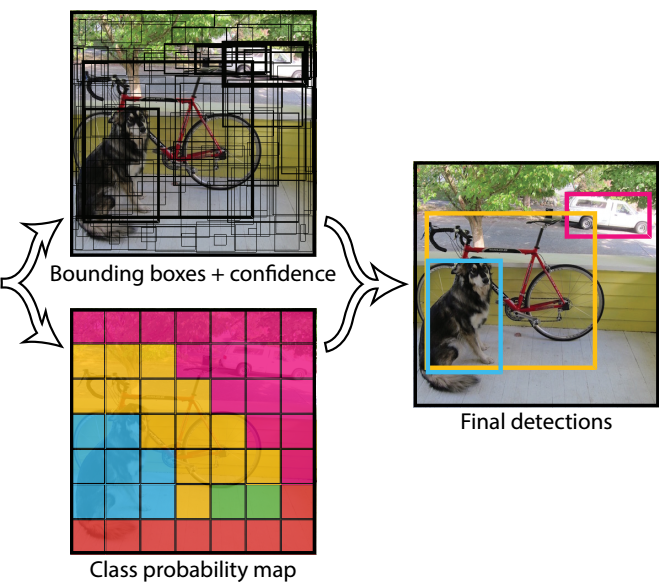 Bounding boxes + confidence
Class probability map
Final detections